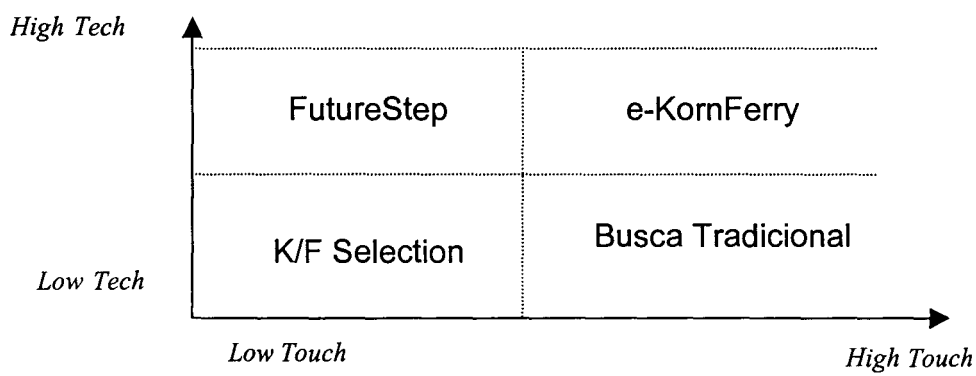 High Tech
FutureStep
e-KornFerry
K/F Selection
Busca Tradicional
Low Tech
Low Touch
High Touch